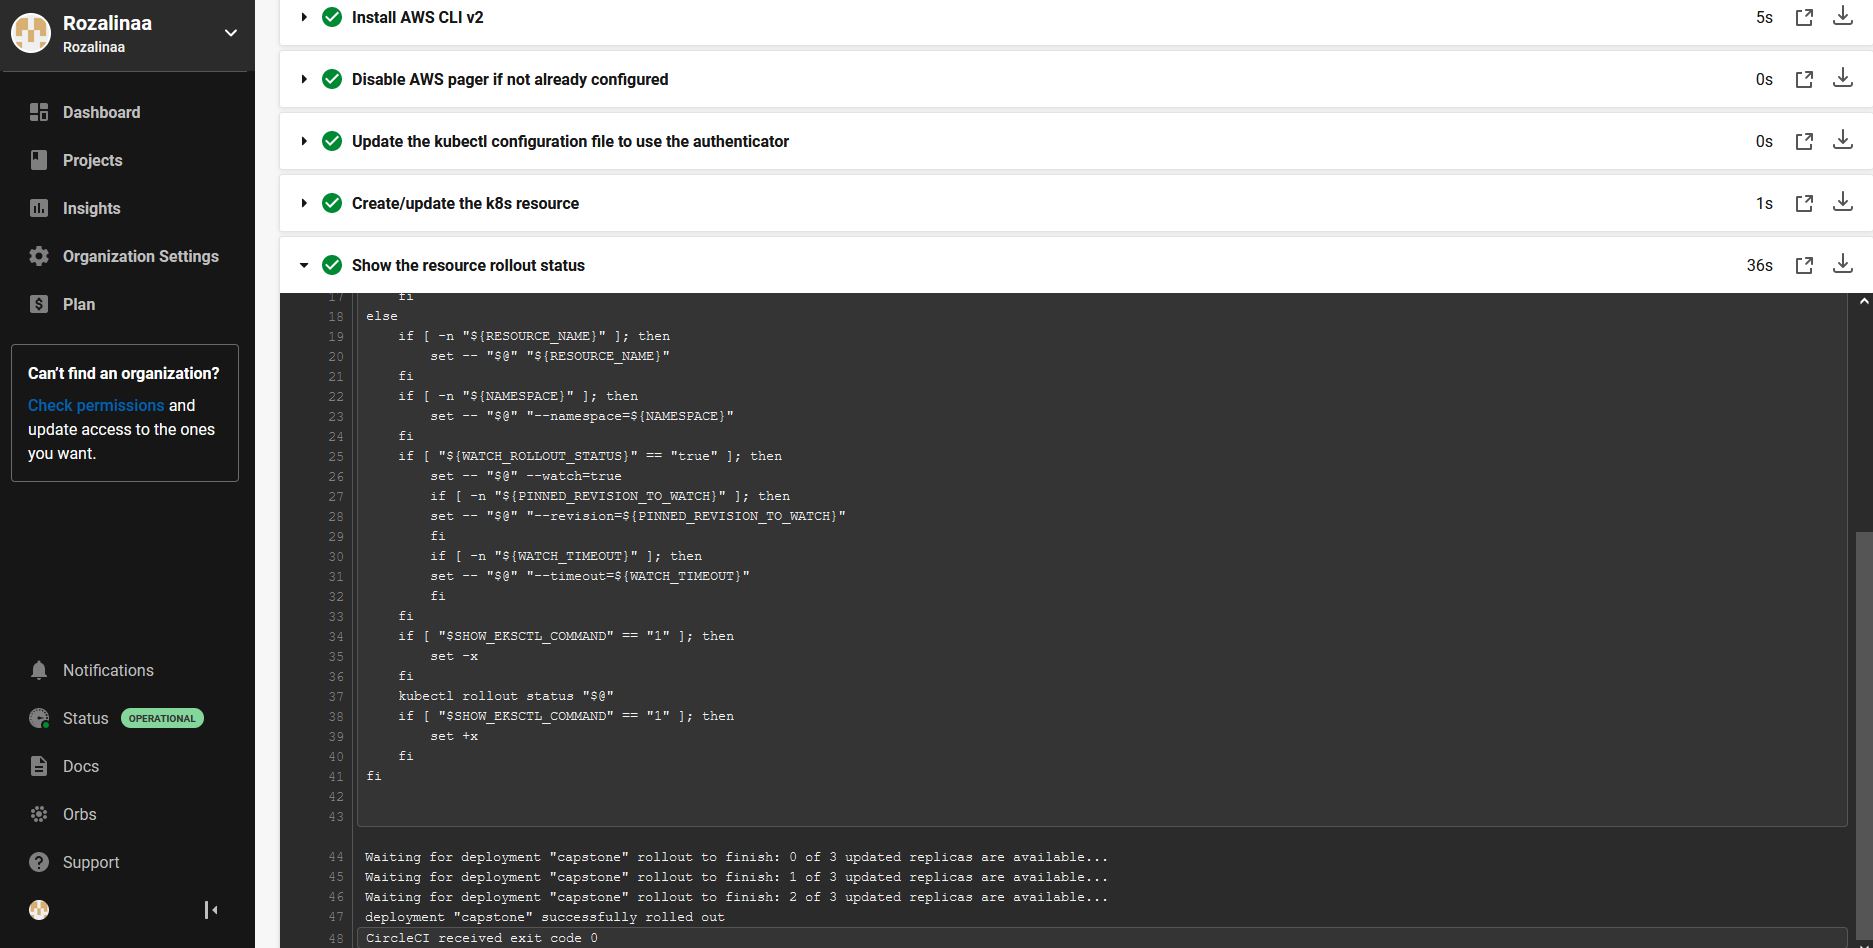 Rozalinaa
Rozalinaa
Dashboard
Projects
Insights
Organization Settings
Plan
Can't find an organization?
Check permissions and
update access to the ones
you want.
Notifications
Status OPERATIONAL
Docs
Orbs
Support
Install AWS CLI v2 5s
Disable AWS pager if not already configured 0s
Update the kubectl configuration file to use the authenticator 0s
Create/update the k8s resource 1s
Show the resource rollout status 36s
17     fi
18 else
19     if [ -n "${RESOURCE_NAME}" ]; then
20         set -- "$@" "${RESOURCE_NAME}"
21     fi
22     if [ -n "${NAMESPACE}" ]; then
23         set -- "$@" "--namespace=${NAMESPACE}"
24     fi
25     if [ "${WATCH_ROLLOUT_STATUS}" == "true" ]; then
26         set -- "$@" --watch=true
27         if [ -n "${PINNED_REVISION_TO_WATCH}" ]; then
28         set -- "$@" "--revision=${PINNED_REVISION_TO_WATCH}"
29         fi
30         if [ -n "${WATCH_TIMEOUT}" ]; then
31         set -- "$@" "--timeout=${WATCH_TIMEOUT}"
32         fi
33     fi
34     if [ "$SHOW_EKSCTL_COMMAND" == "1" ]; then
35         set -x
36     fi
37     kubectl rollout status "$@"
38     if [ "$SHOW_EKSCTL_COMMAND" == "1" ]; then
39         set +x
40     fi
41 fi
42
43
44 Waiting for deployment "capstone" rollout to finish: 0 of 3 updated replicas are available...
45 Waiting for deployment "capstone" rollout to finish: 1 of 3 updated replicas are available...
46 Waiting for deployment "capstone" rollout to finish: 2 of 3 updated replicas are available...
47 deployment "capstone" successfully rolled out
48 CircleCI received exit code 0